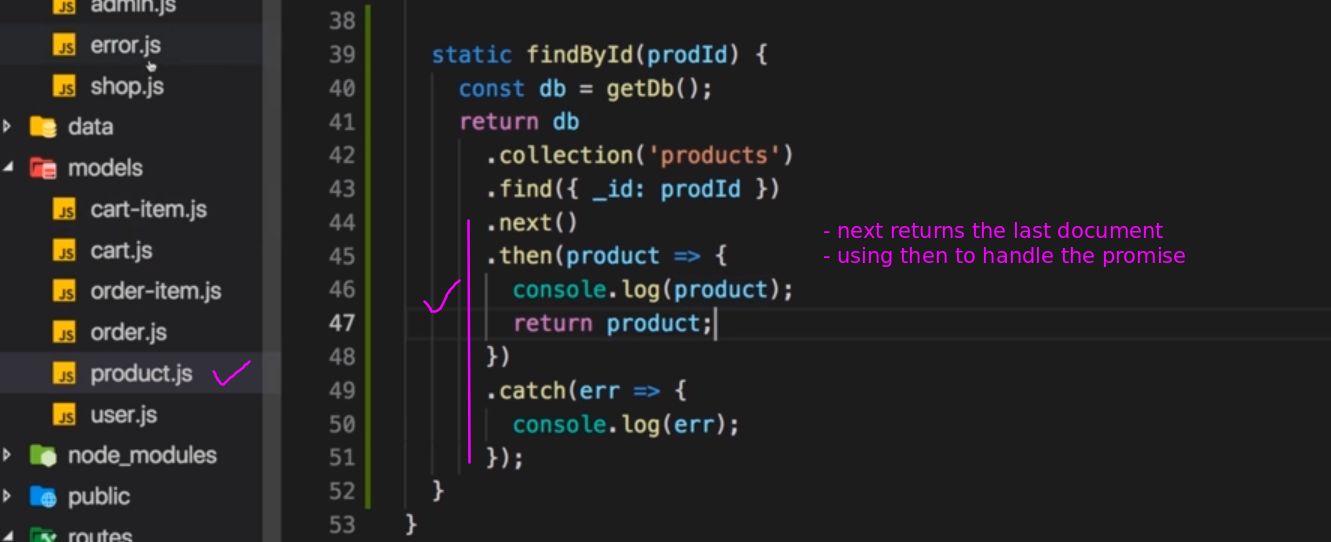 admin.js
error.js
shop.js
data
models
cart-item.js
cart.js
order-item.js
order.js
product.js
user.js
node_modules
public
routes
38
39 static findById(prodId) {
40 const db = getDb();
41 return db
42 .collection('products')
43 .find({ _id: prodId })
44 .next()
45 .then(product => {
46 console.log(product);
47 return product;
48 })
49 .catch(err => {
50 console.log(err);
51 });
52 }
53 }
- next returns the last document
- using then to handle the promise